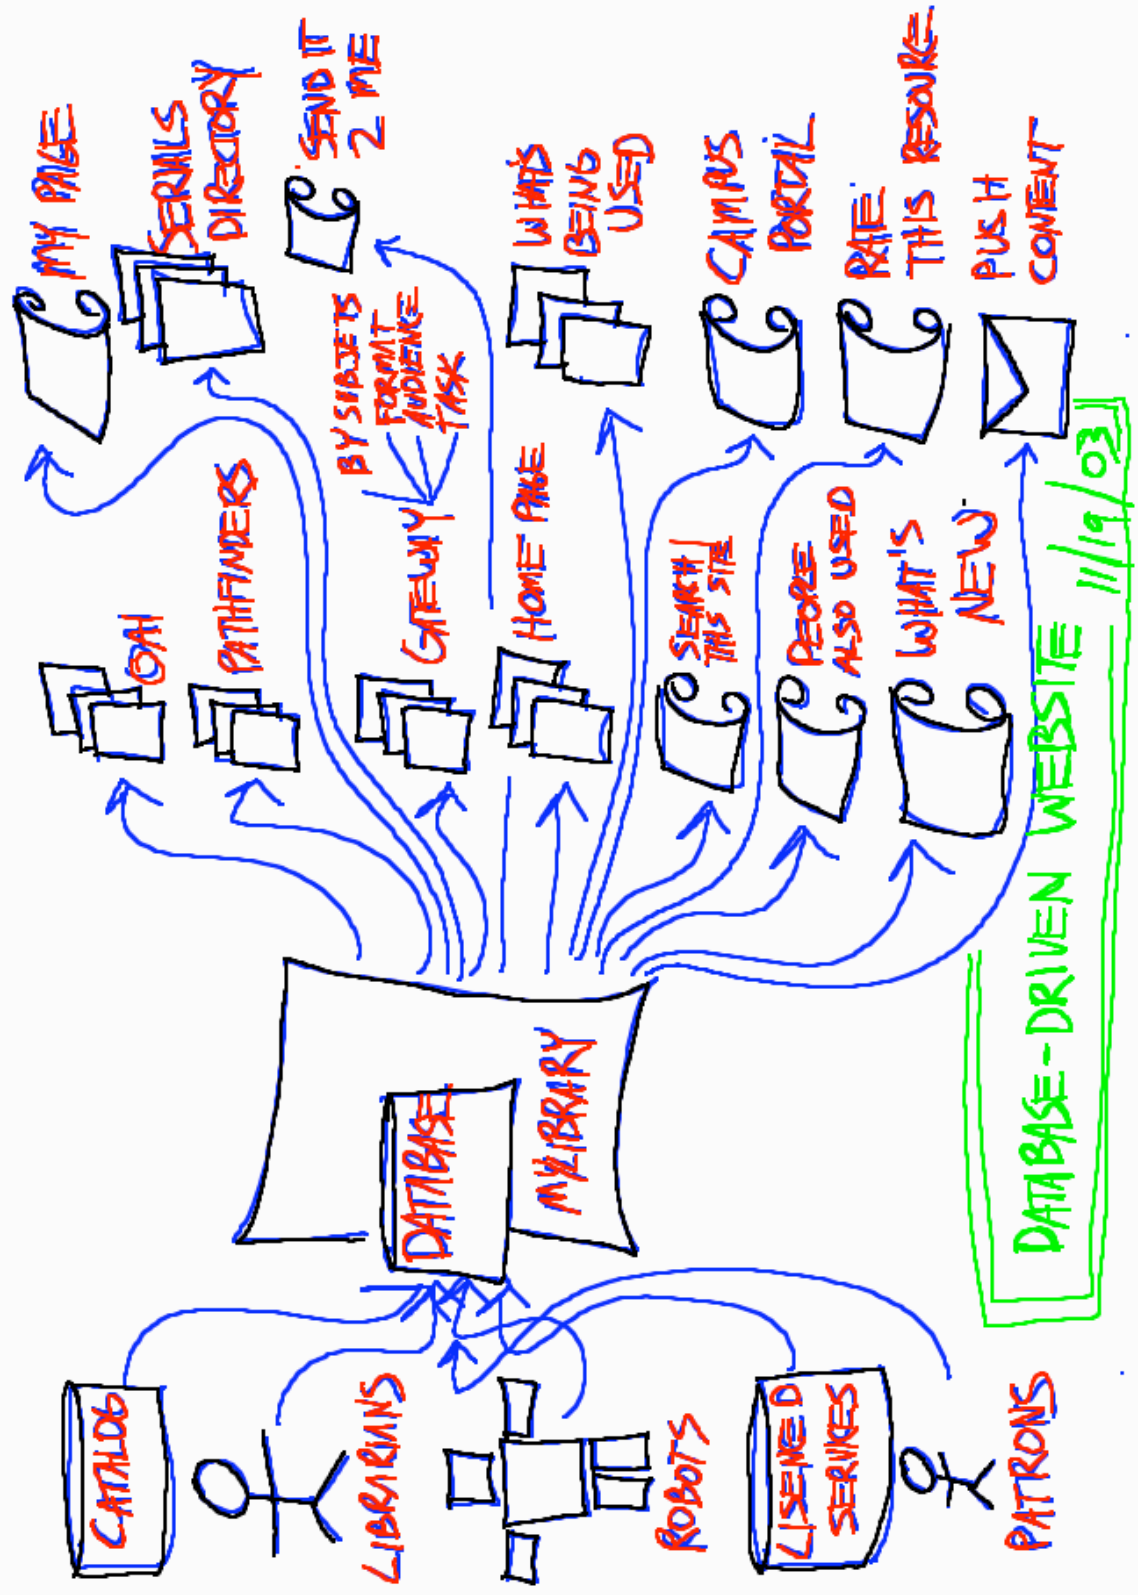 CATALOG
LIBRARIANS
ROBOTS
LISENED
SERVICES
PATRONS
DATABASE
MYLIBRARY
OAI
PATHFINDERS
GATEWAY
BY SUBJETS
FORMAT
AUDIENCE
TASK
HOME PAGE
SEARCH/
THIS SITE
PEOPLE
ALSO USED
WHAT'S
NEW
MY PAGE
SERIALS
DIRECTORY
SEND IT
2 ME
WHAT'S
BEING
USED
CAMPUS
PORTAL
RATE
THIS RESOURCE
PUSH
CONTENT
DATABASE-DRIVEN WEBSITE 11/19/03